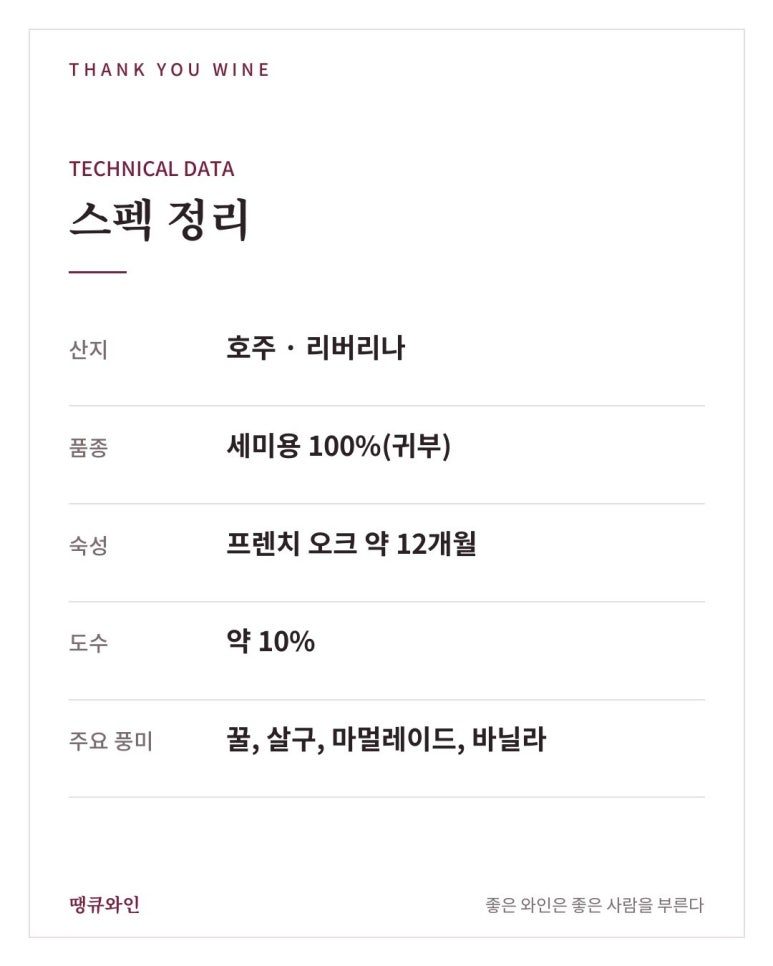 THANK YOU WINE
TECHNICAL DATA
스펙 정리
산지 호주 · 리버리나
품종 세미용 100%(귀부)
숙성 프렌치 오크 약 12개월
도수 약 10%
주요 풍미 꿀, 살구, 마멀레이드, 바닐라
땡큐와인 좋은 와인은 좋은 사람을 부른다